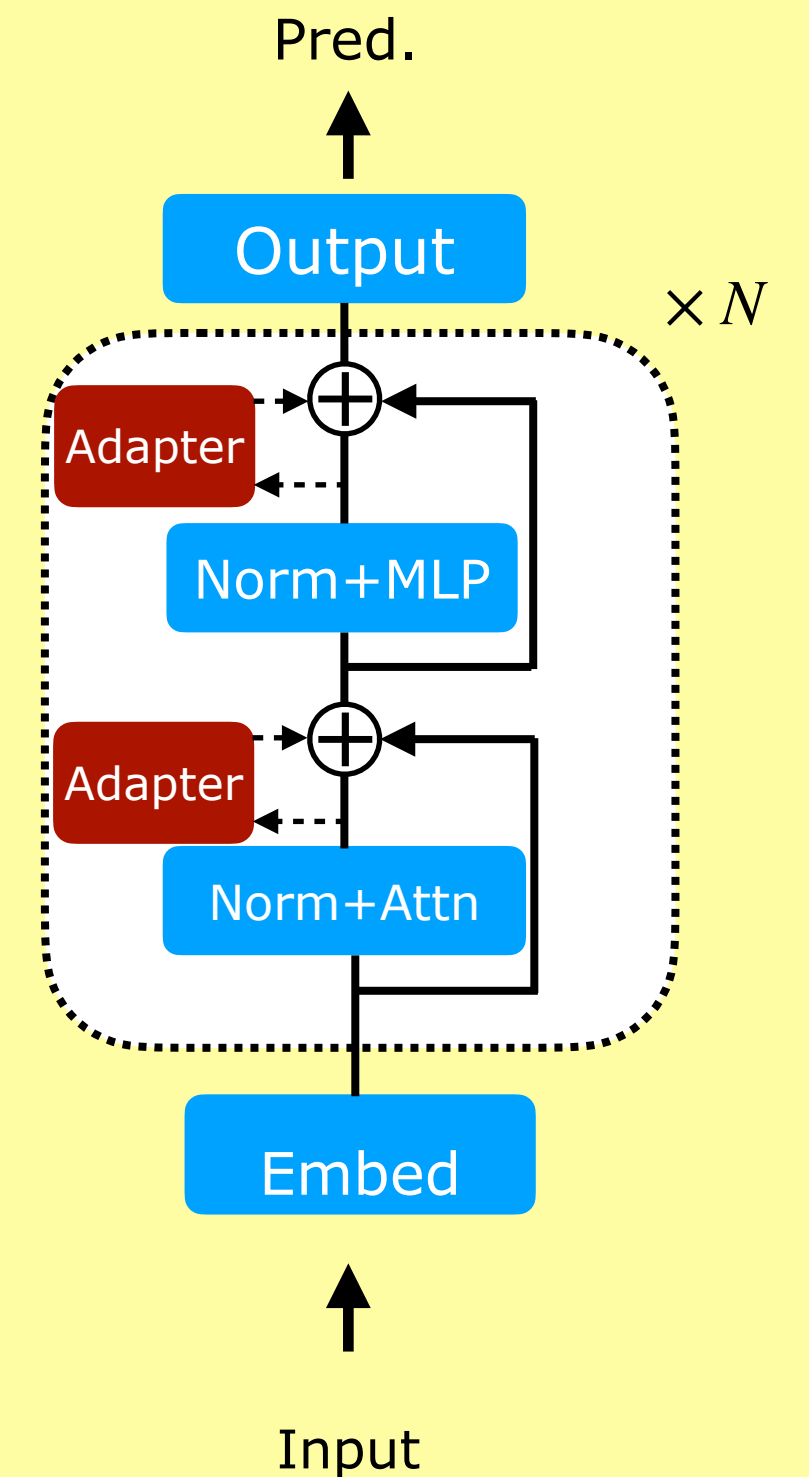 Pred.
Output
× N
Adapter
Norm+MLP
Adapter
Norm+Attn
Embed
Input